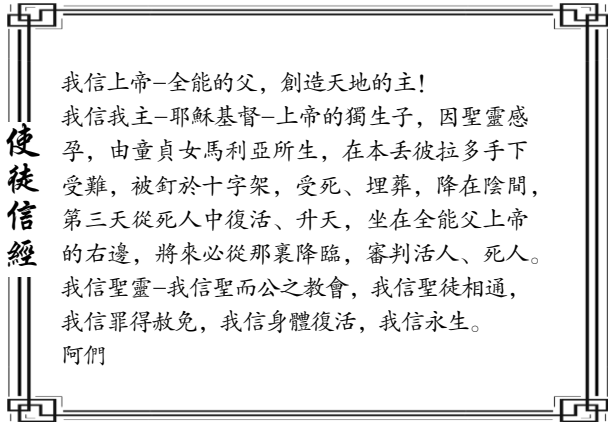 使徒信經
我信上帝–全能的父，創造天地的主！
我信我主–耶穌基督–上帝的獨生子，因聖靈感
孕，由童貞女馬利亞所生，在本丟彼拉多手下
受難，被釘於十字架，受死、埋葬，降在陰間，
第三天從死人中復活、升天，坐在全能父上帝
的右邊，將來必從那裏降臨，審判活人、死人。
我信聖靈–我信聖而公之教會，我信聖徒相通，
我信罪得赦免，我信身體復活，我信永生。
阿們